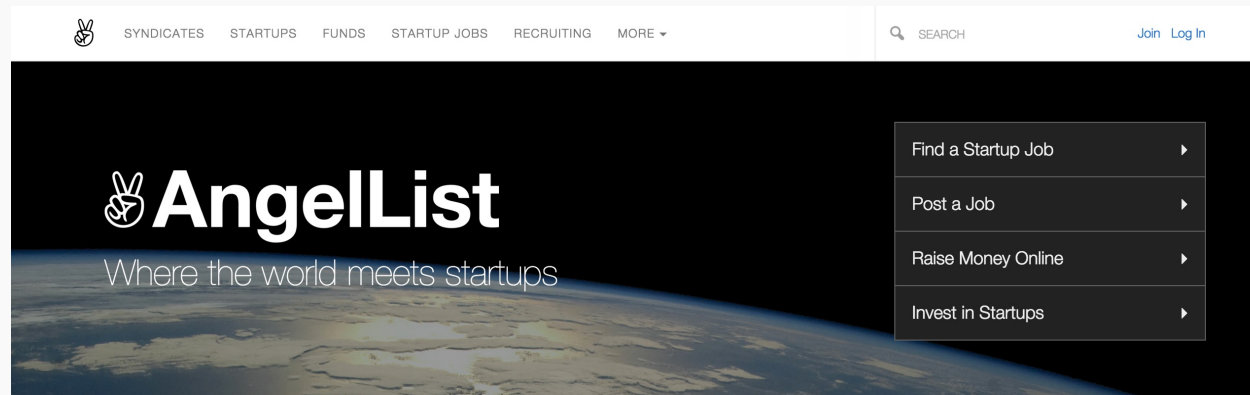 SYNDICATES STARTUPS FUNDS STARTUP JOBS RECRUITING MORE
SEARCH
Join Log In
AngelList
Where the world meets startups
Find a Startup Job
Post a Job
Raise Money Online
Invest in Startups